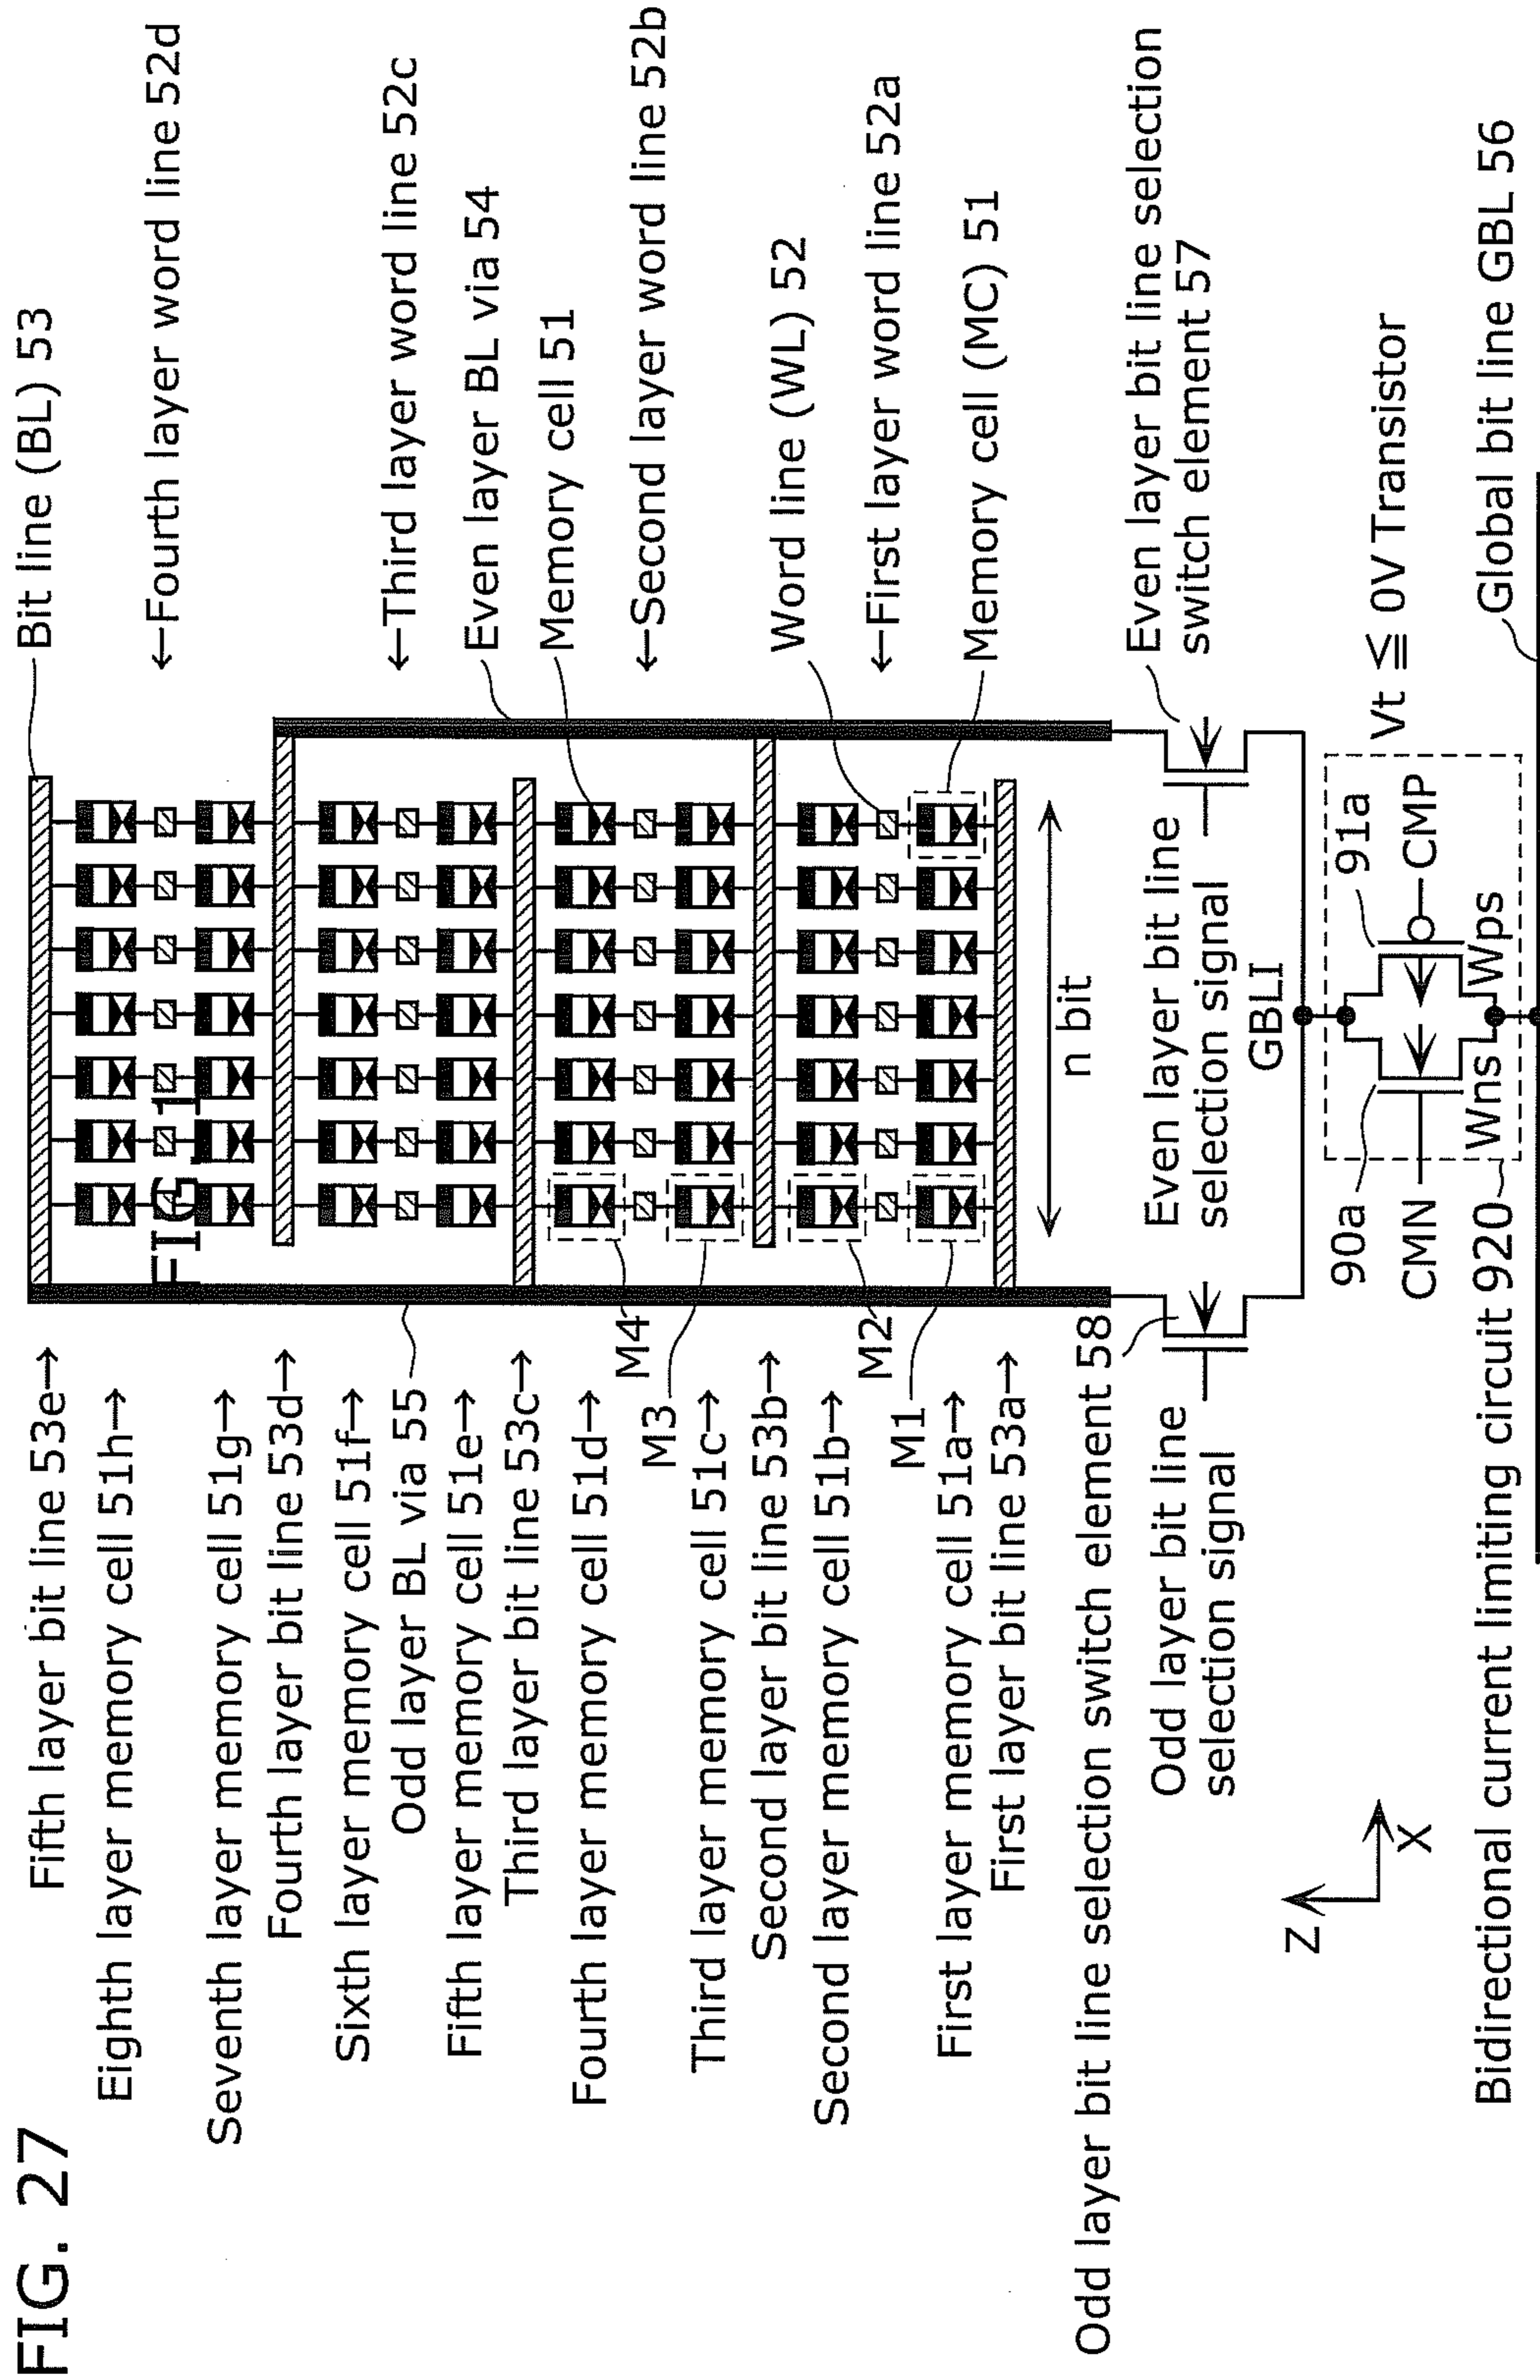 FIG. 27
Fifth layer bit line 53e→
Eighth layer memory cell 51h→
Seventh layer memory cell 51g→
Fourth layer bit line 53d→
Sixth layer memory cell 51f→
Odd layer BL via 55
Fifth layer memory cell 51e→
Third layer bit line 53c→
Fourth layer memory cell 51d→
M4
M3
Third layer memory cell 51c→
Second layer bit line 53b→
Second layer memory cell 51b→
M2
M1
First layer memory cell 51a→
First layer bit line 53a→
Odd layer bit line selection switch element 58
Odd layer bit line
selection signal
Z
X
FIG. 1
n bit
Even layer bit line
selection signal
GBLI
Bit line (BL) 53
←Fourth layer word line 52d
←Third layer word line 52c
Even layer BL via 54
Memory cell 51
←Second layer word line 52b
Word line (WL) 52
←First layer word line 52a
Memory cell (MC) 51
Even layer bit line selection
switch element 57
Vt ≦ 0V Transistor
90a
91a
CMN
CMP
Wns
Wps
Bidirectional current limiting circuit 920
Global bit line GBL 56